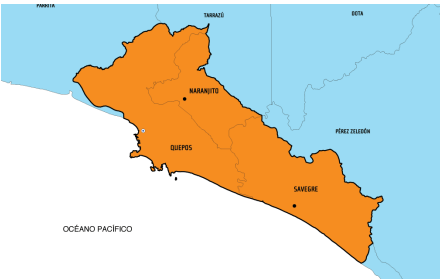 PARRITA
TARRAZÚ
DOTA
NARANJITO
PÉREZ ZELEDÓN
QUEPOS
SAVEGRE
OCÉANO PACÍFICO